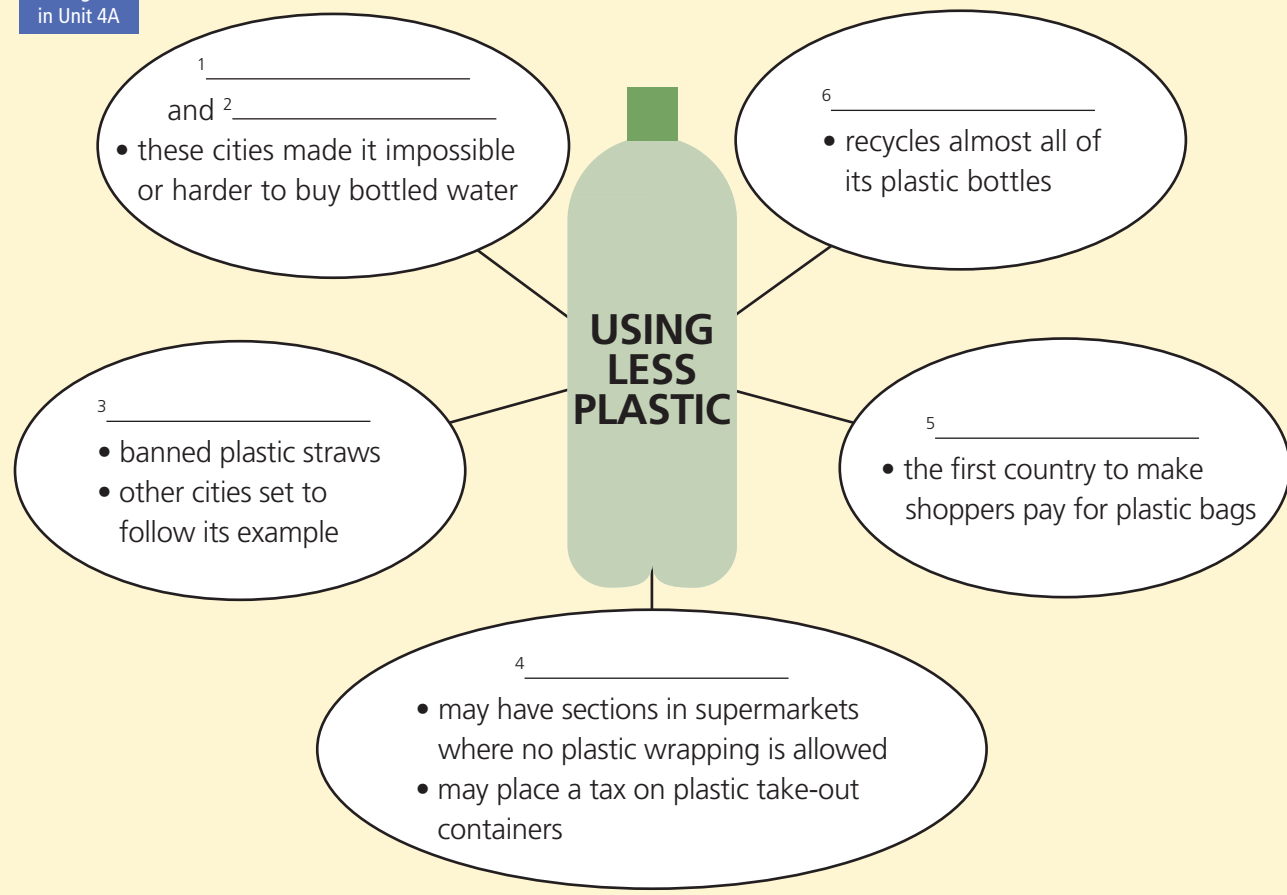 in Unit 4A
1
and 2
• these cities made it impossible
or harder to buy bottled water
6
• recycles almost all of
its plastic bottles
USING
LESS
PLASTIC
3
• banned plastic straws
• other cities set to
follow its example
5
• the first country to make
shoppers pay for plastic bags
4
• may have sections in supermarkets
where no plastic wrapping is allowed
• may place a tax on plastic take-out
containers